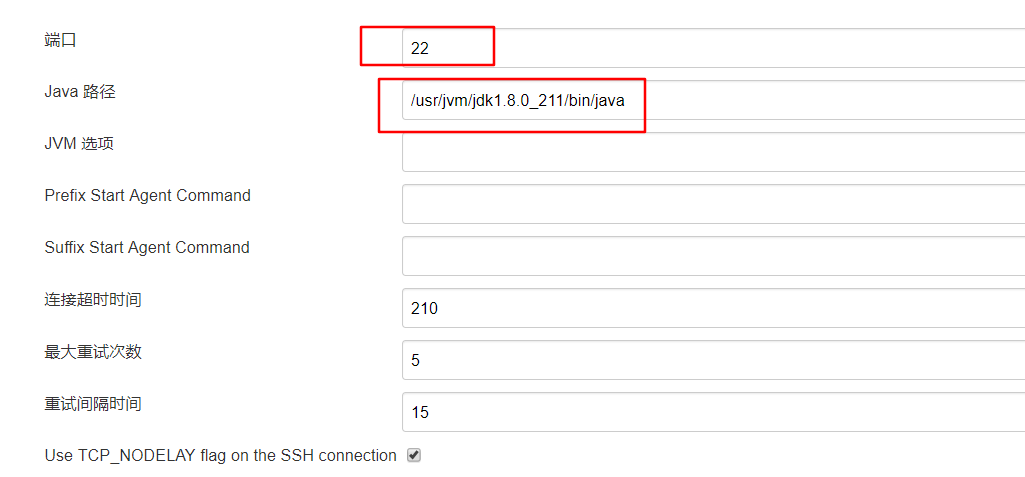 端口 22
Java 路径 /usr/jvm/jdk1.8.0_211/bin/java
JVM 选项
Prefix Start Agent Command
Suffix Start Agent Command
连接超时时间 210
最大重试次数 5
重试间隔时间 15
Use TCP_NODELAY flag on the SSH connection